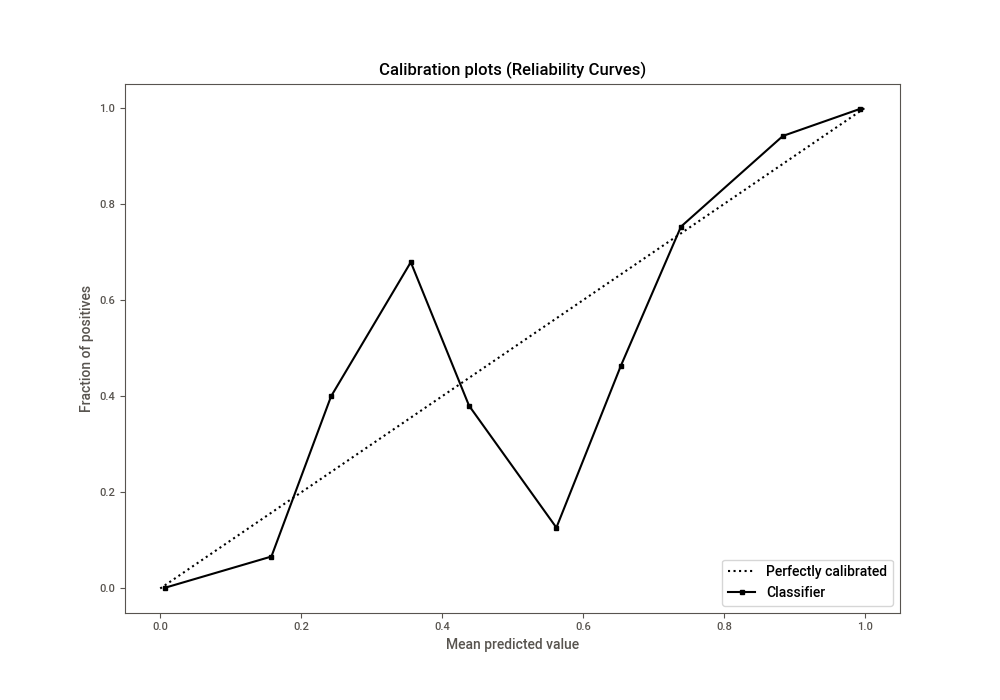 Calibration plots (Reliability Curves)
Fraction of positives
1.0
0.8
0.6
0.4
0.2
0.0
0.0 0.2 0.4 0.6 0.8 1.0
Mean predicted value
Perfectly calibrated
Classifier